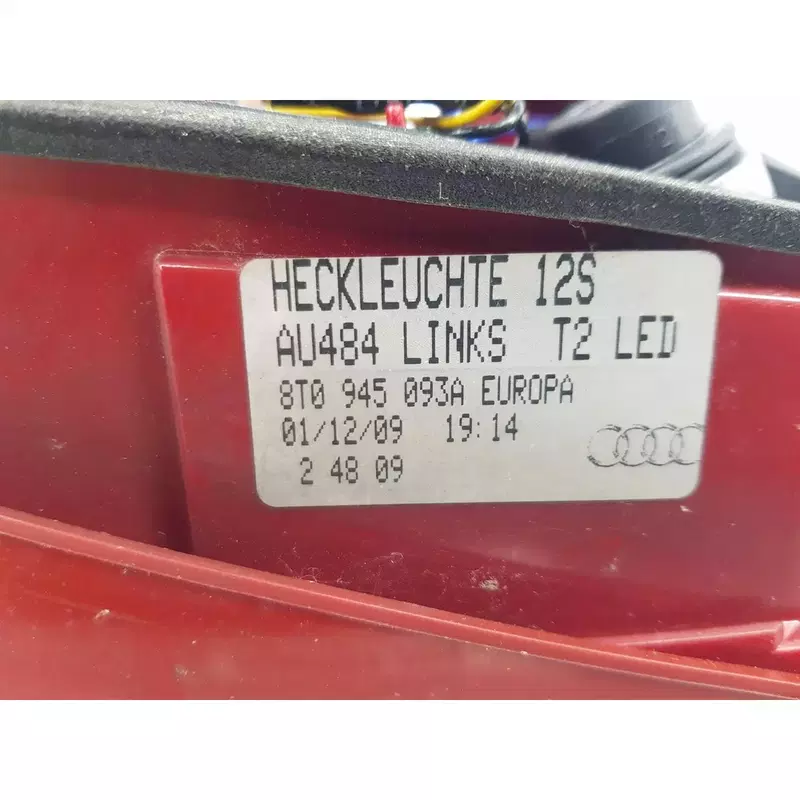 HECKLEUCHTE 12S
AU484 LINKS T2 LED
8T0 945 093A EUROPA
01/12/09 19:14
2 48 09